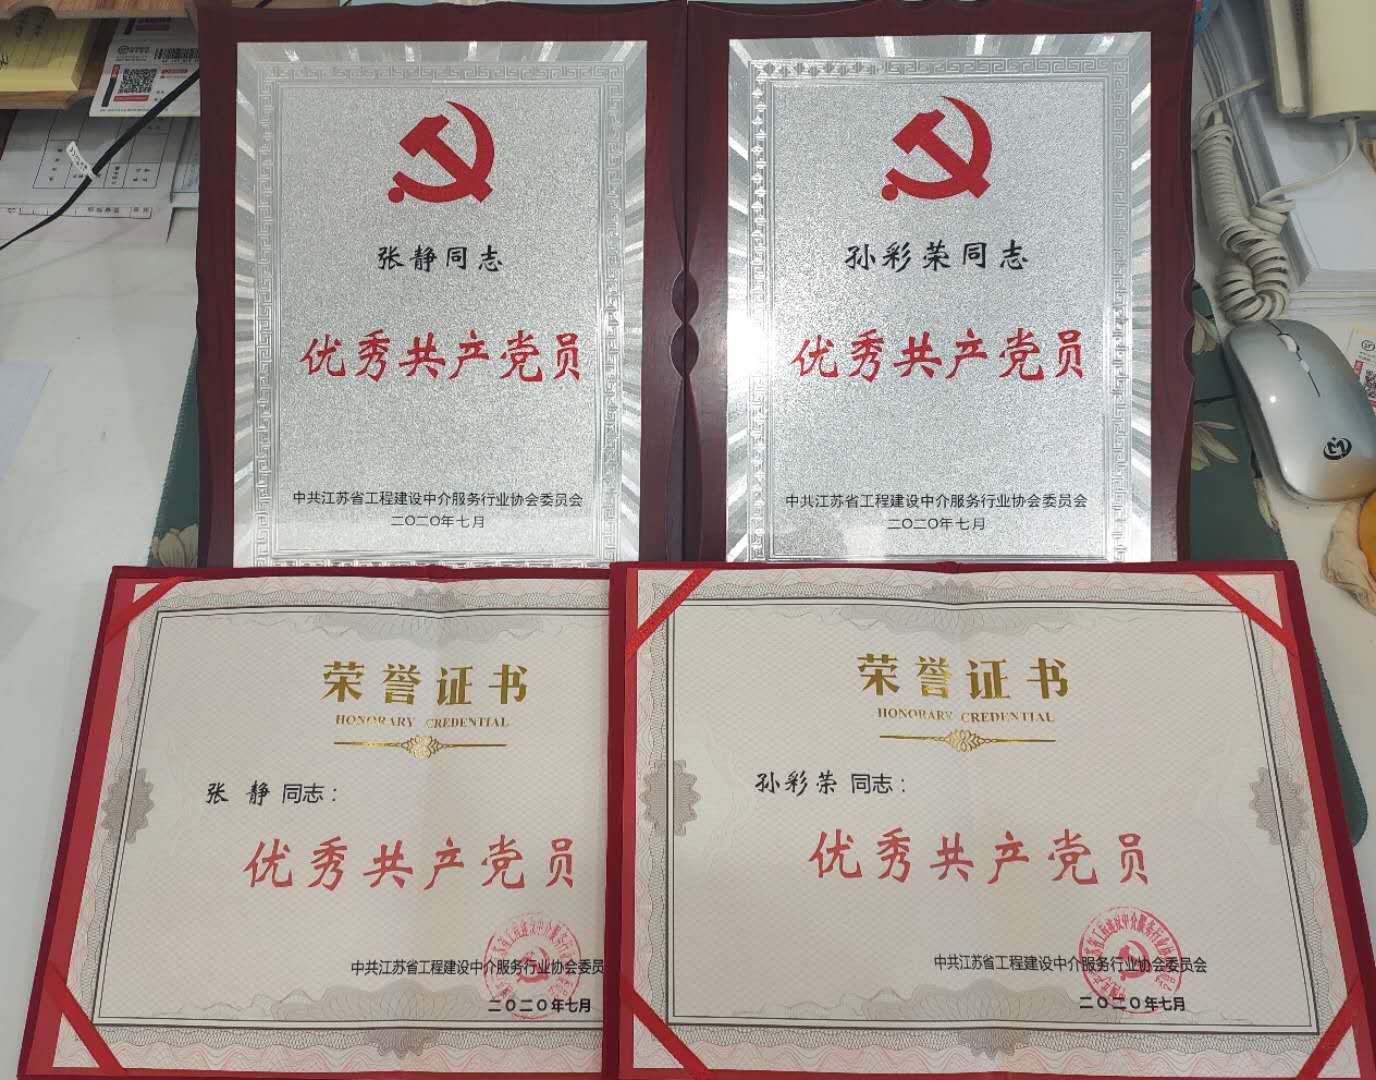 张静同志
优秀共产党员
中共江苏省工程建设中介服务行业协会委员会
二〇二〇年七月
孙彩荣同志
优秀共产党员
中共江苏省工程建设中介服务行业协会委员会
二〇二〇年七月
荣誉证书
HONORARY CREDENTIAL
张 静 同志：
优秀共产党员
中共江苏省工程建设中介服务行业协会委员
二〇二〇年七月
荣誉证书
HONORARY CREDENTIAL
孙彩荣 同志：
优秀共产党员
中共江苏省工程建设中介服务行业协会委员会
二〇二〇年七月